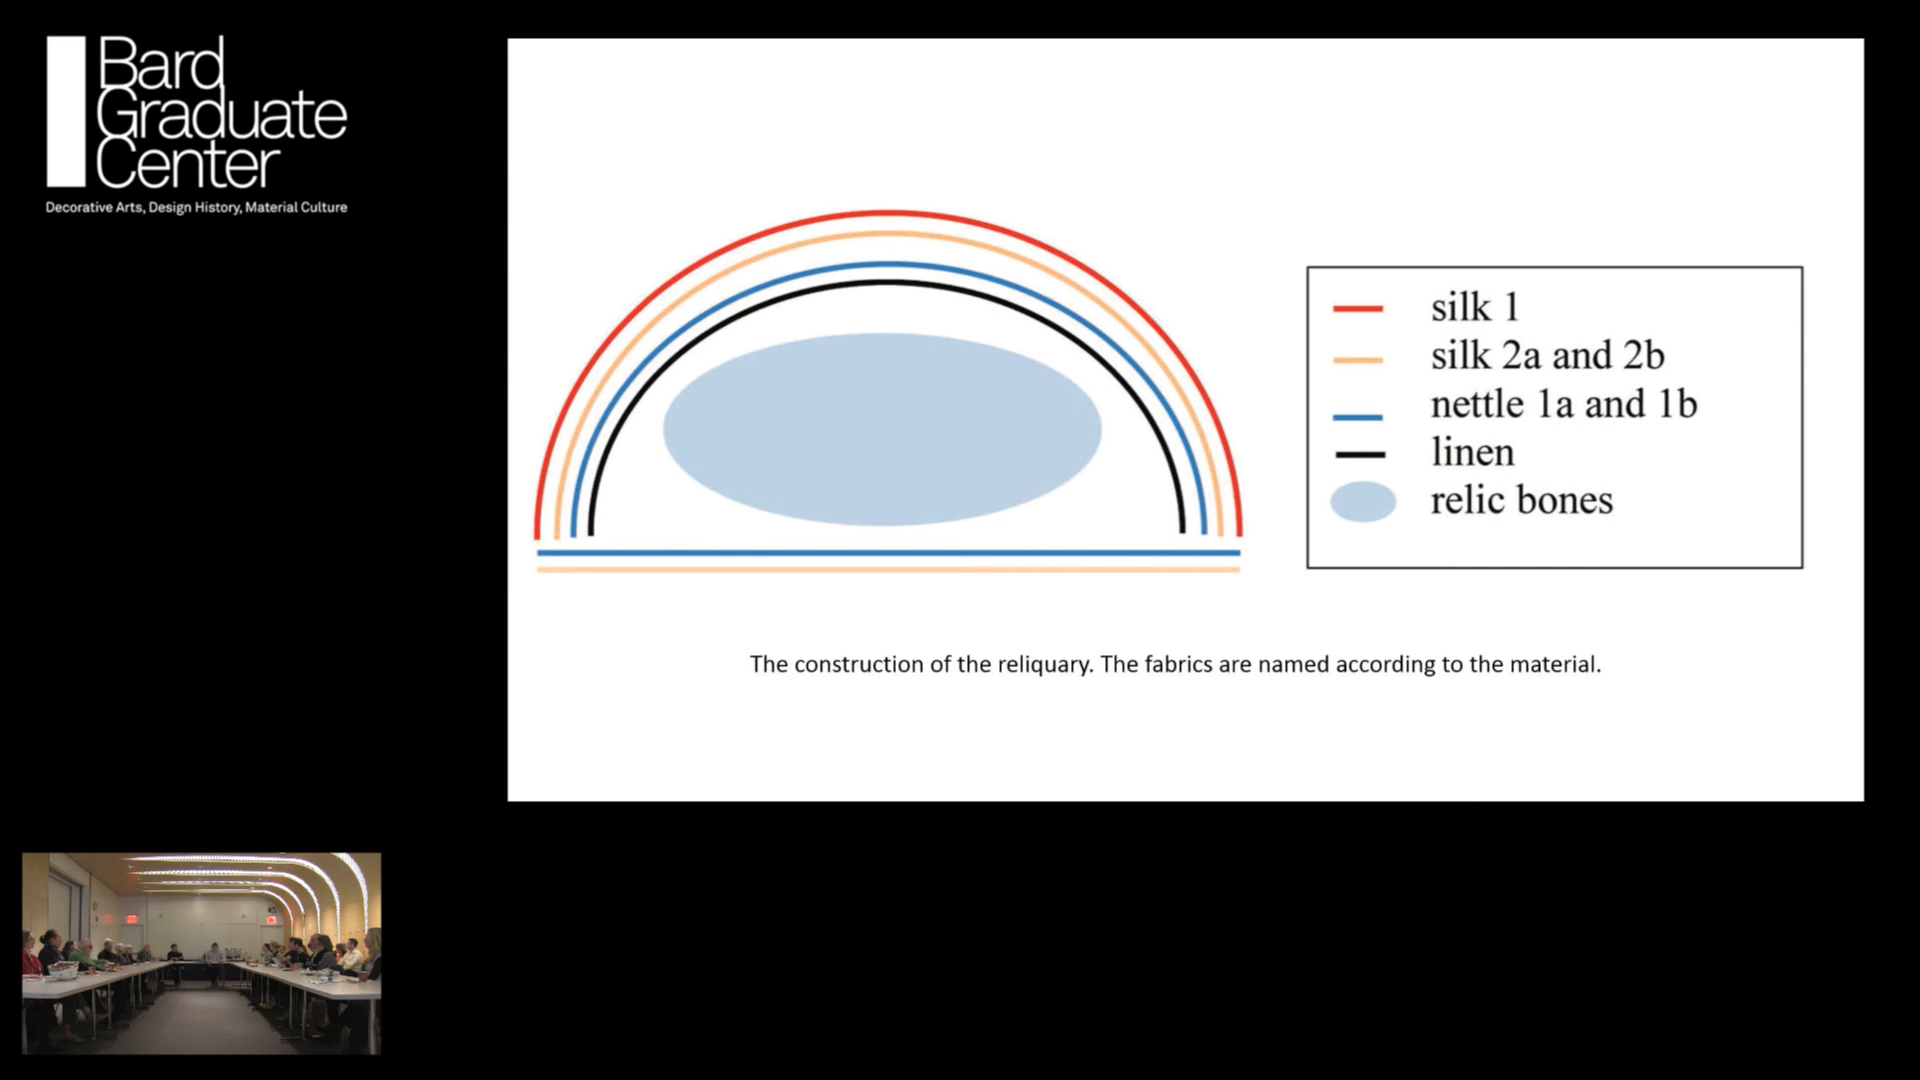 Bard
Graduate
Center
Decorative Arts, Design History, Material Culture
silk 1
silk 2a and 2b
nettle 1a and 1b
linen
relic bones
The construction of the reliquary. The fabrics are named according to the material.